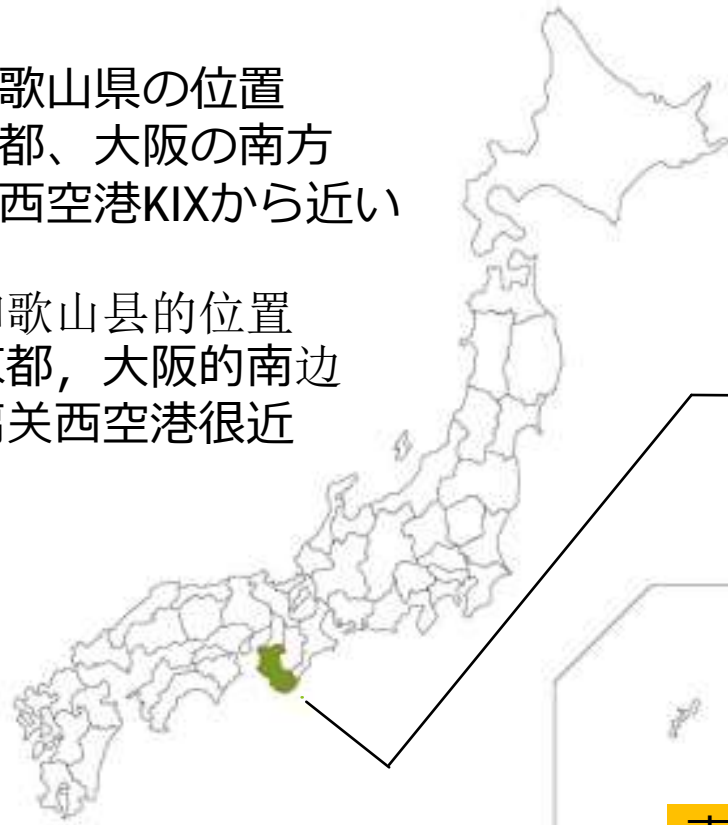 歌山県の位置
都、大阪の南方
西空港KIXから近い
歌山县的位置
都，大阪的南边
关西空港很近